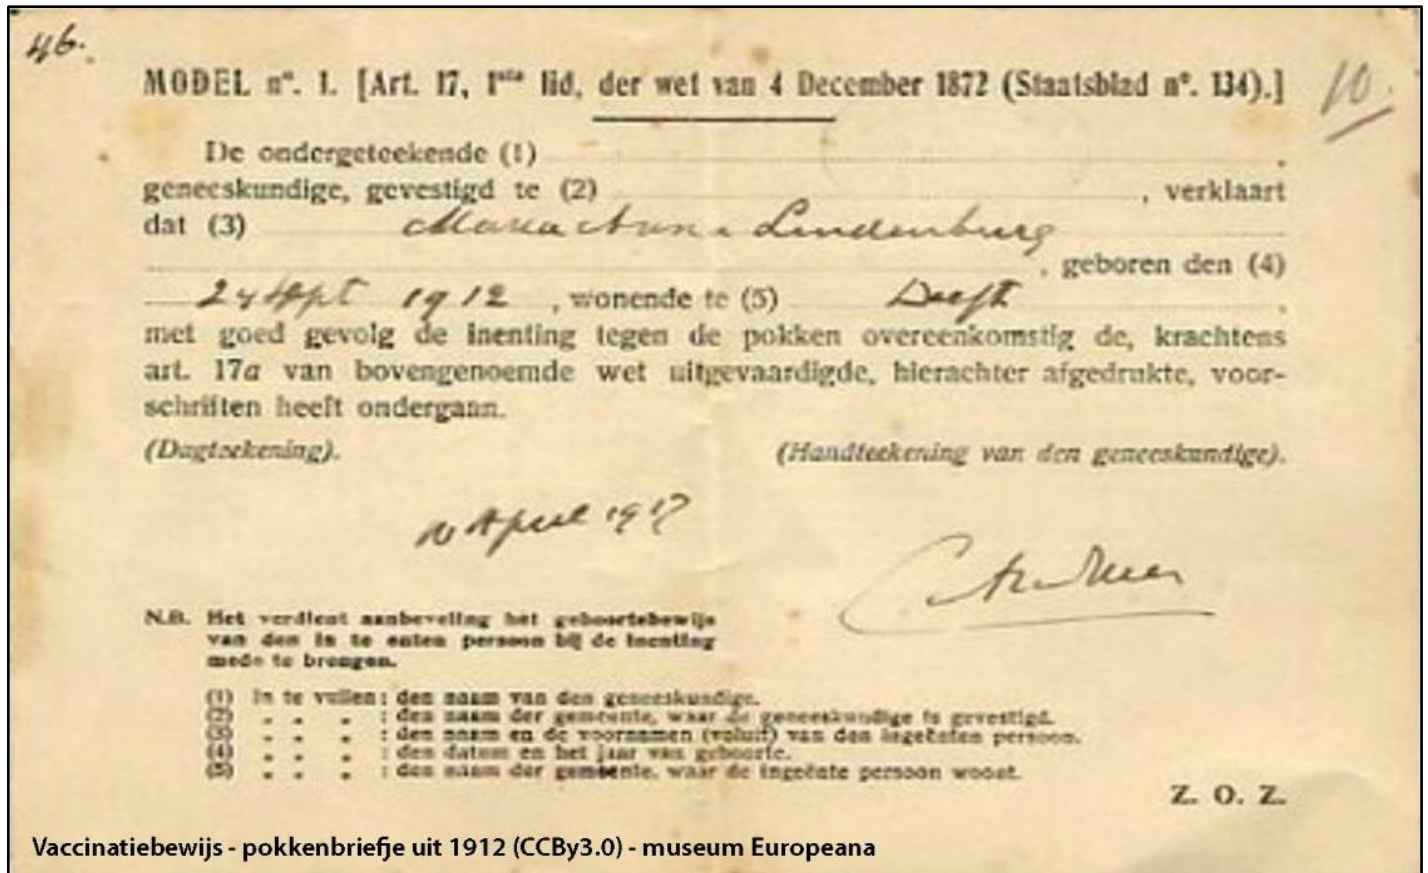 46.
MODEL nº. 1. [Art. 17, 1ste lid, der wet van 4 December 1872 (Staatsblad nº. 134).]
10.
De ondergeteekende (1)
geneeskundige, gevestigd te (2) , verklaart
dat (3) Maria Anna Lindenburg
, geboren den (4)
24 Spt 1912 , wonende te (5) Delft .
met goed gevolg de inenting tegen de pokken overeenkomstig de, krachtens
art. 17a van bovengenoemde wet uitgevaardigde, hierachter afgedrukte, voor-
schriften heeft ondergaan.
(Dagteekening). (Handteekening van den geneeskundige).
April 1917
N.B. Het verdient aanbeveling het geboortebewijs
van den in te enten persoon bij de inenting
mede te brengen.
(1) In te vullen : den naam van den geneeskundige.
(2) „ „ „ : den naam der gemeente, waar de geneeskundige is gevestigd.
(3) „ „ „ : den naam en de voornamen (voluit) van den ingeënten persoon.
(4) „ „ „ : den datum en het jaar van geboorte.
(5) „ „ „ : den naam der gemeente, waar de ingeënte persoon woont.
Z. O. Z.
Vaccinatiebewijs - pokkenbriefje uit 1912 (CCBy3.0) - museum Europeana